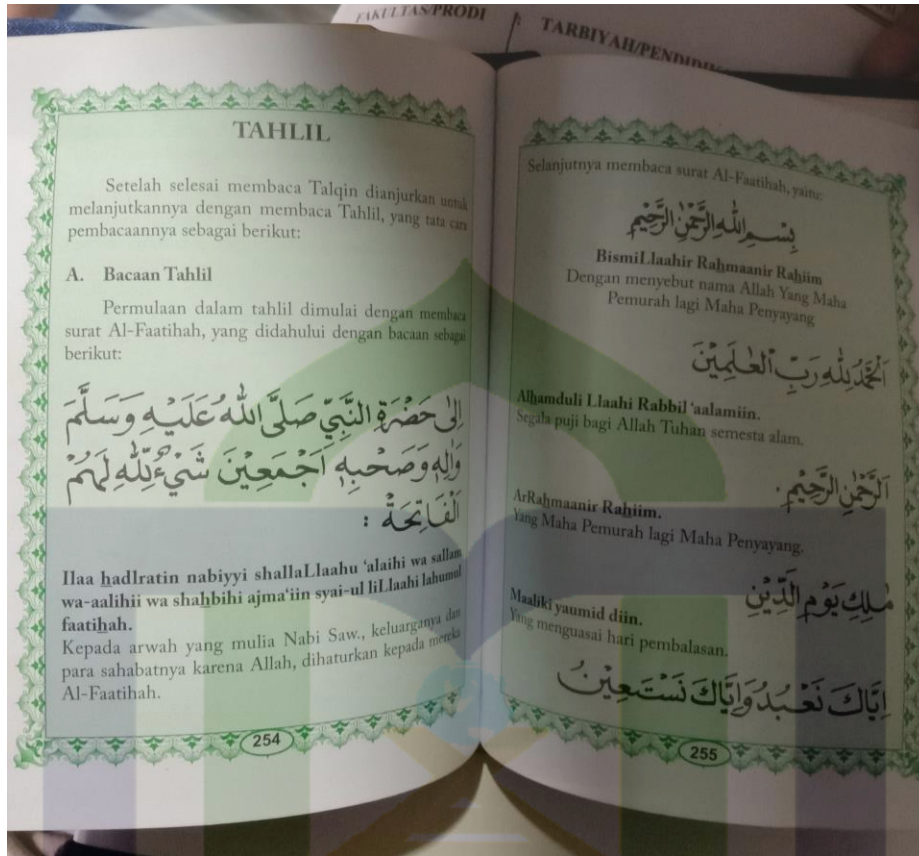 FAKULTAS/PRODI :
TARBIYAH/PENDIDIK
TAHLIL
Setelah selesai membaca Talqin dianjurkan untuk
melanjutkannya dengan membaca Tahlil, yang tata cara
pembacaannya sebagai berikut:
A. Bacaan Tahlil
Permulaan dalam tahlil dimulai dengan membaca
surat Al-Faatihah, yang didahului dengan bacaan sebagai
berikut:
اِلٰى حَضْرَةِ النَّبِيِّ صَلَّى اللّٰهُ عَلَيْهِ وَسَلَّمَ
وَاٰلِهٖ وَصَحْبِهٖ اَجْمَعِيْنَ شَيْءٌ لِلّٰهِ لَهُمُ
الْفَاتِحَةُ :
Ilaa hadlratin nabiyyi shallaLlaahu 'alaihi wa sallam
wa-aalihii wa shahbihi ajma'iin syai-ul liLlaahi lahumul
faatihah.
Kepada arwah yang mulia Nabi Saw., keluarganya dan
para sahabatnya karena Allah, dihaturkan kepada mereka
Al-Faatihah.
254
Selanjutnya membaca surat Al-Faatihah, yaitu:
بِسْمِ اللّٰهِ الرَّحْمٰنِ الرَّحِيْمِ
BismiLlaahir Rahmaanir Rahiim
Dengan menyebut nama Allah Yang Maha
Pemurah lagi Maha Penyayang
اَلْحَمْدُ لِلّٰهِ رَبِّ الْعٰلَمِيْنَ
Alhamduli Llaahi Rabbil 'aalamiin.
Segala puji bagi Allah Tuhan semesta alam.
اَلرَّحْمٰنِ الرَّحِيْمِ .
ArRahmaanir Rahiim.
Yang Maha Pemurah lagi Maha Penyayang.
مٰلِكِ يَوْمِ الدِّيْنِ
Maaliki yaumid diin.
Yang menguasai hari pembalasan.
اِيَّاكَ نَعْبُدُ وَاِيَّاكَ نَسْتَعِيْنُ
255